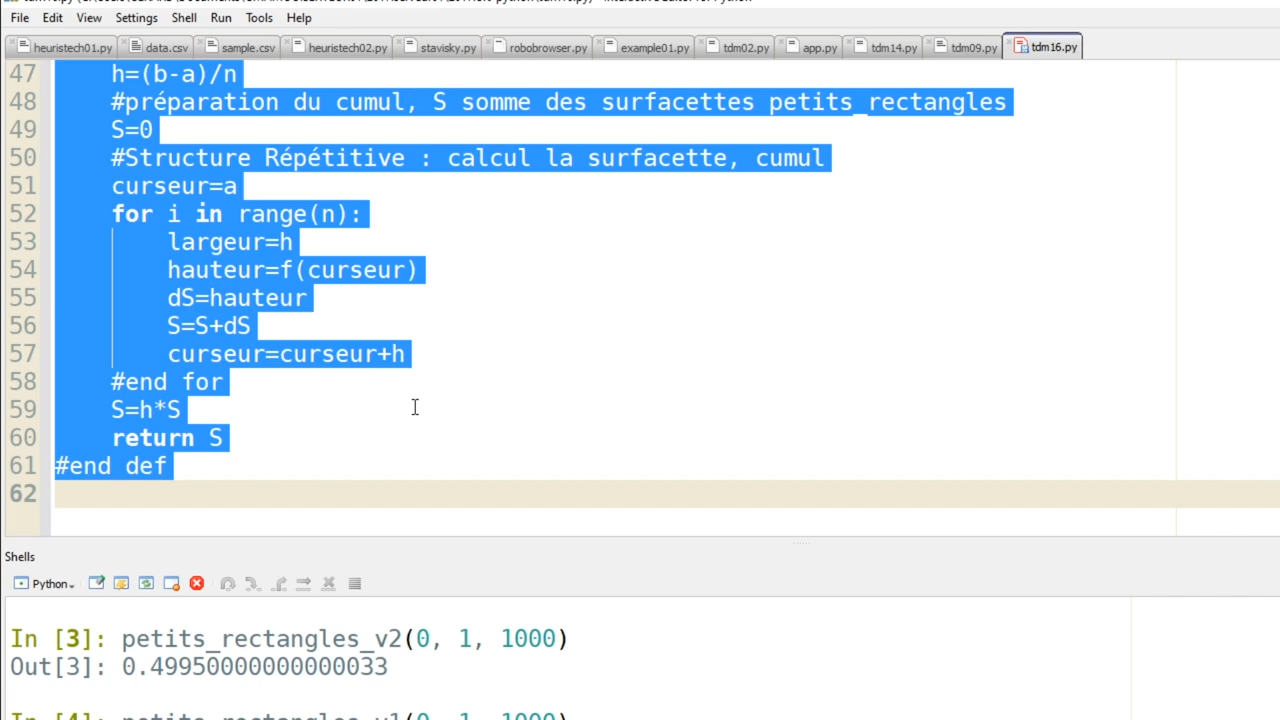 File Edit View Settings Shell Run Tools Help
heuristech01.py data.csv sample.csv heuristech02.py stavisky.py robobrowser.py example01.py tdm02.py app.py tdm14.py tdm09.py tdm16.py
47 h=(b-a)/n
48 #préparation du cumul, S somme des surfacettes petits_rectangles
49 S=0
50 #Structure Répétitive : calcul la surfacette, cumul
51 curseur=a
52 for i in range(n):
53 largeur=h
54 hauteur=f(curseur)
55 dS=hauteur
56 S=S+dS
57 curseur=curseur+h
58 #end for
59 S=h*S
60 return S
61 #end def
62
Shells
Python
In [3]: petits_rectangles_v2(0, 1, 1000)
Out[3]: 0.49950000000000033
In [4]: petits_rectangles_v1(0, 1, 1000)